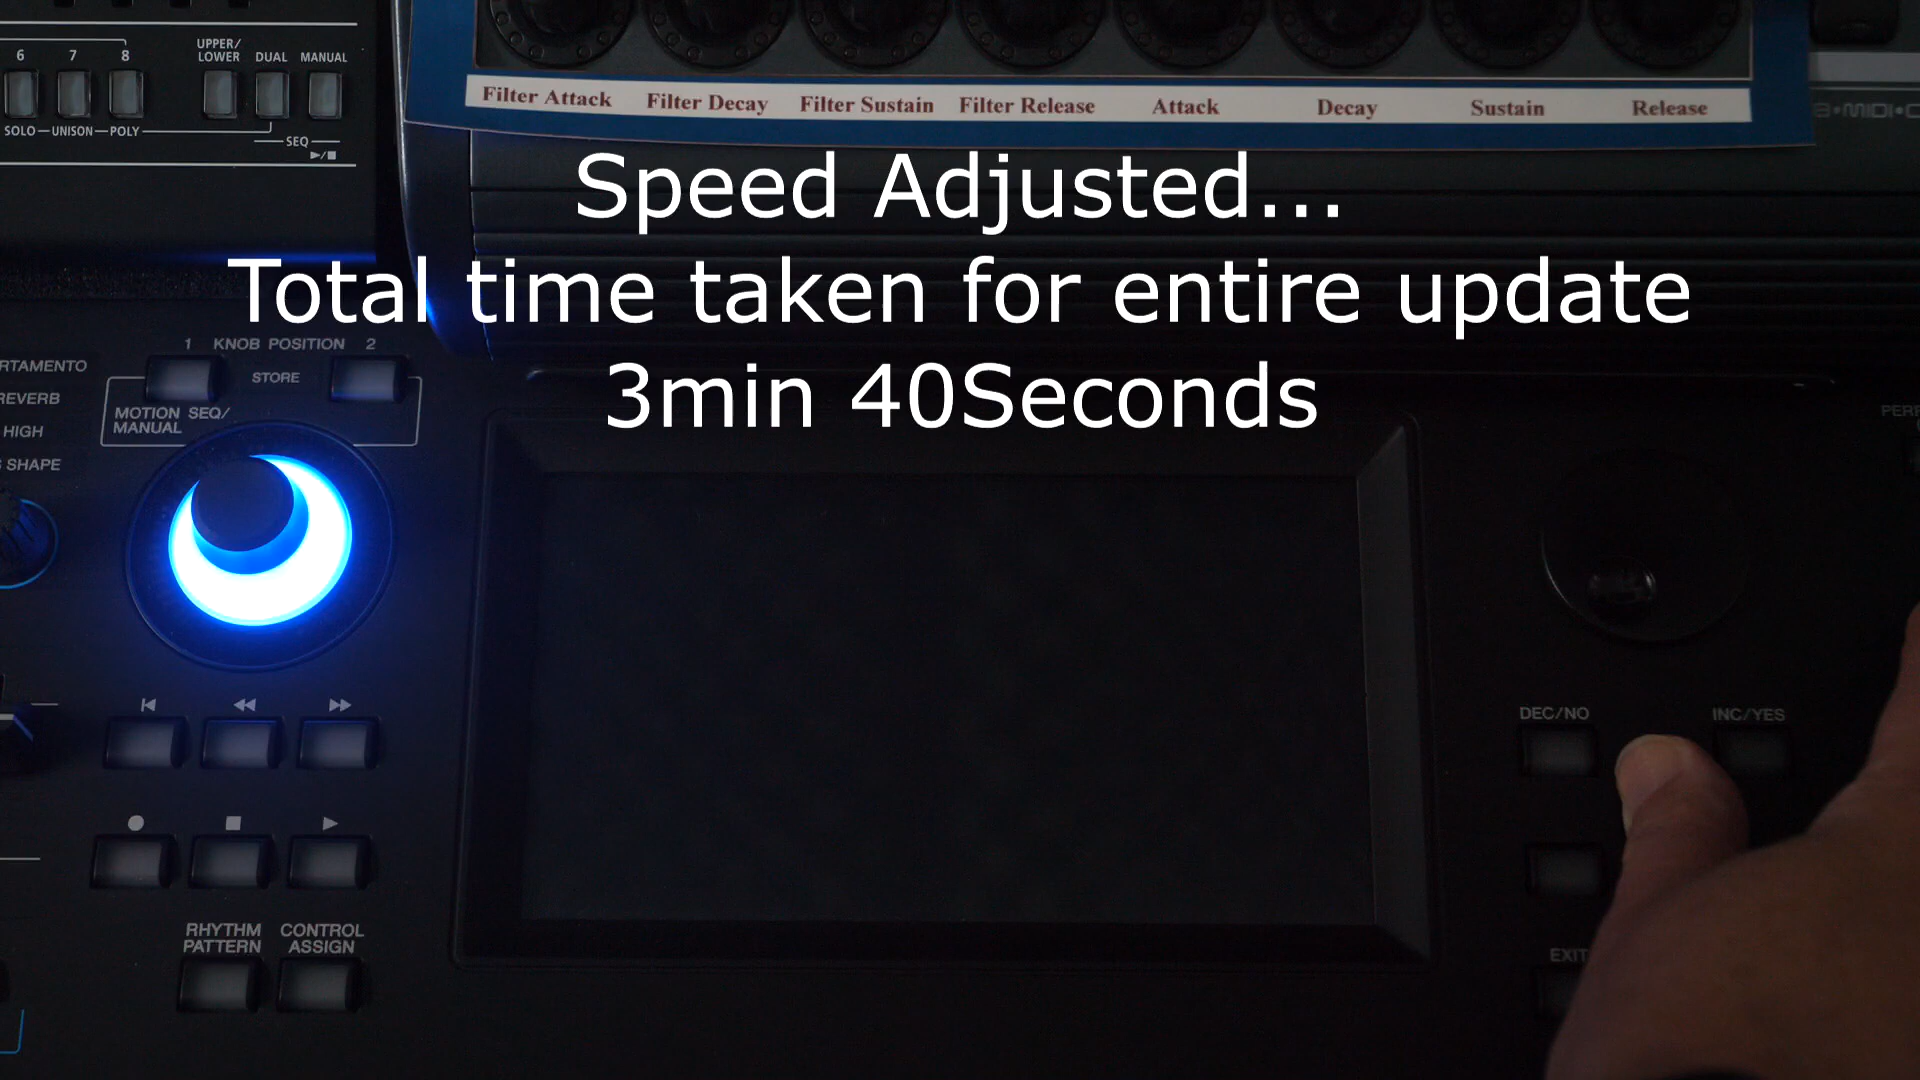 6 7 8
UPPER/
LOWER DUAL MANUAL
SOLO UNISON POLY
SEQ
Filter Attack Filter Decay Filter Sustain Filter Release Attack Decay Sustain Release
Speed Adjusted...
Total time taken for entire update
3min 40Seconds
1 KNOB POSITION 2
STORE
MOTION SEQ/
MANUAL
HIGH
SHAPE
REVERB
DEC/NO INC/YES
RHYTHM
PATTERN
CONTROL
ASSIGN
EXIT